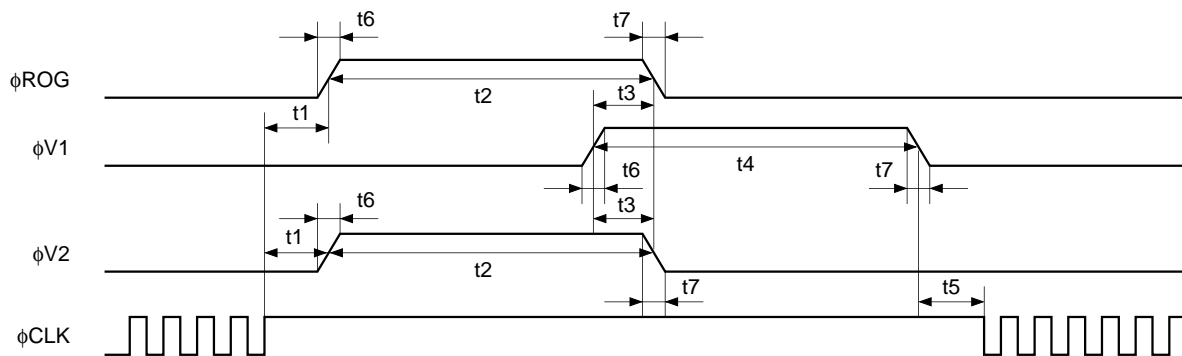 t6 t7
ϕROG
t2
t3
t1
ϕV1
t4
t6 t6 t7
t3
t1
ϕV2
t2
t7 t5
ϕCLK